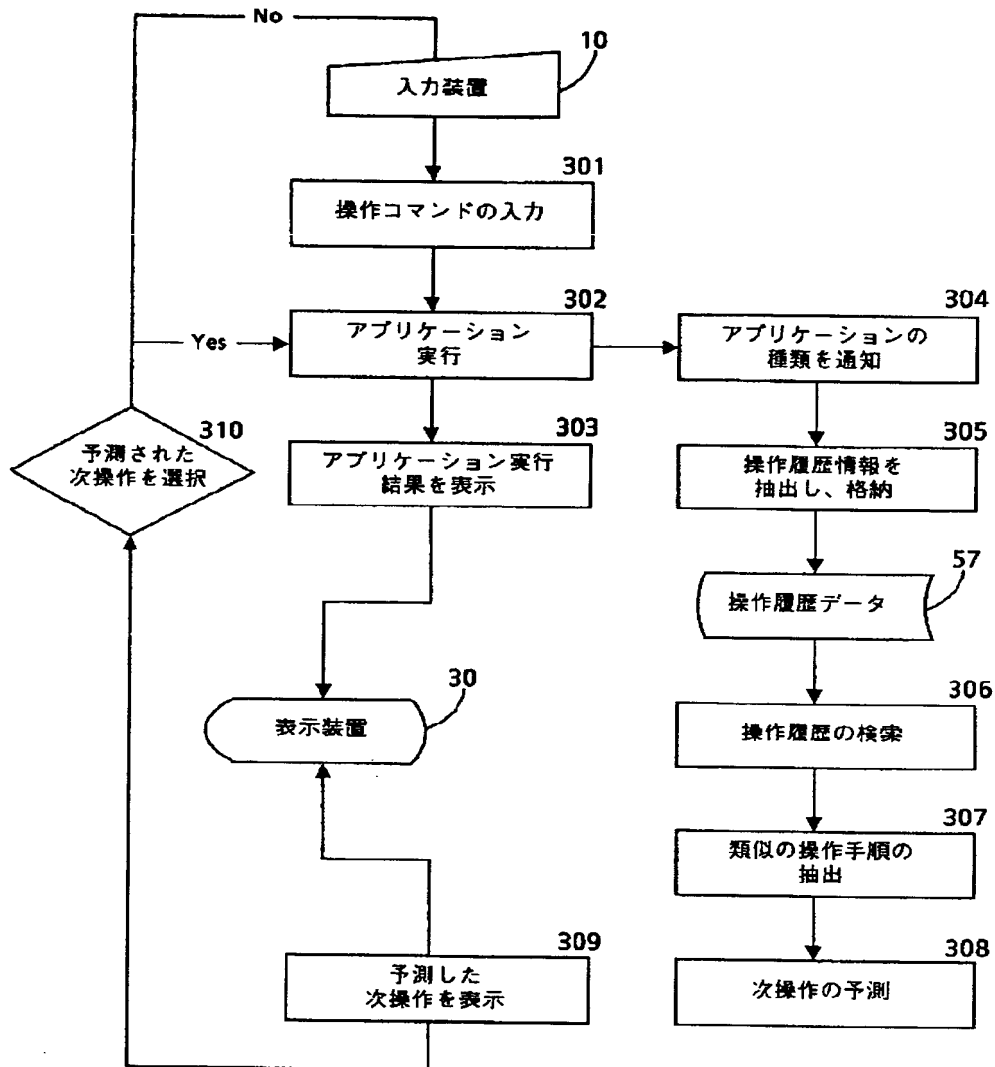 No
10
入力装置
301
操作コマンドの入力
302
304
Yes
アプリケーション
実行
アプリケーションの
種類を通知
310
303
305
予測された
次操作を選択
アプリケーション実行
結果を表示
操作履歴情報を
抽出し、格納
57
操作履歴データ
30
306
表示装置
操作履歴の検索
307
類似の操作手順の
抽出
309
308
予測した
次操作を表示
次操作の予測